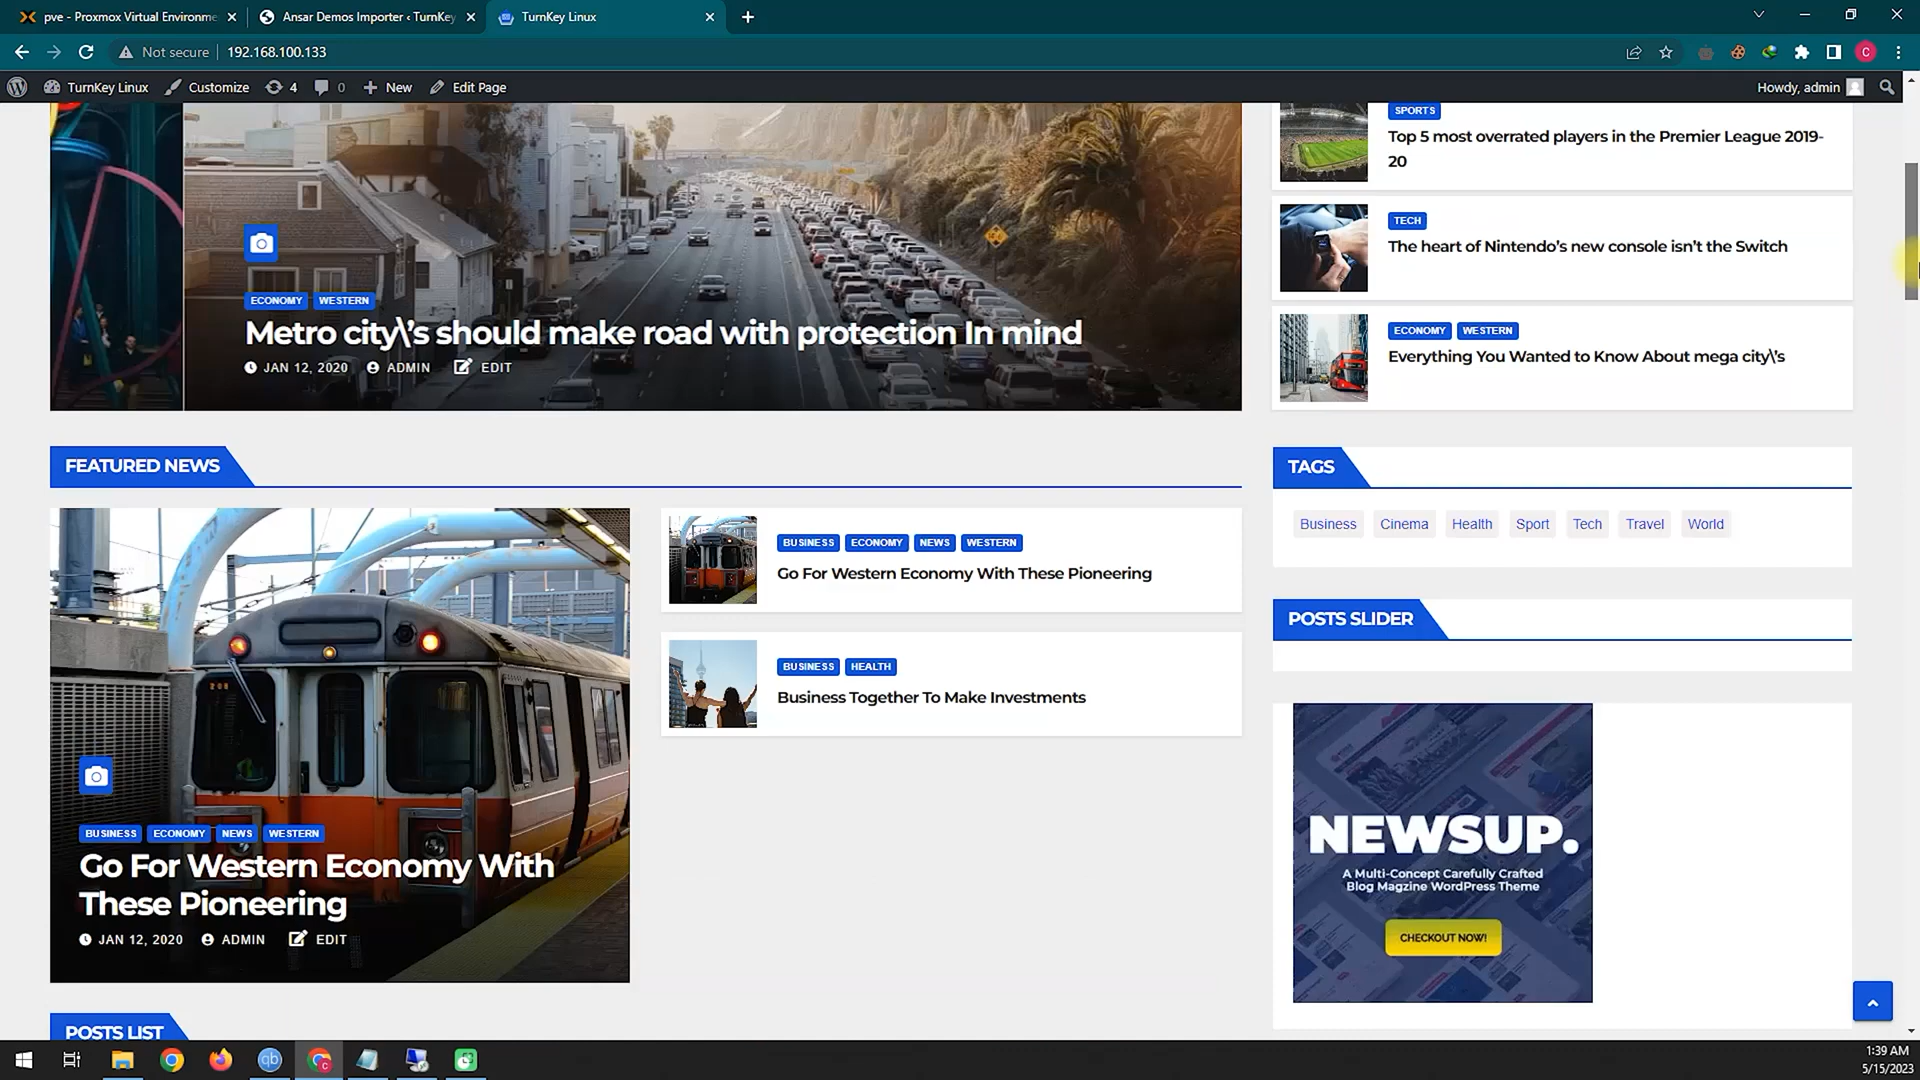 pve - Proxmox Virtual Environme
Ansar Demos Importer ‹ TurnKey
TurnKey Linux
Not secure
192.168.100.133
C
TurnKey Linux
Customize
4
0
New
Edit Page
Howdy, admin
ECONOMY
WESTERN
Metro city\'s should make road with protection In mind
JAN 12, 2020
ADMIN
EDIT
SPORTS
Top 5 most overrated players in the Premier League 2019-
20
TECH
The heart of Nintendo's new console isn't the Switch
ECONOMY
WESTERN
Everything You Wanted to Know About mega city\'s
FEATURED NEWS
BUSINESS
ECONOMY
NEWS
WESTERN
Go For Western Economy With
These Pioneering
JAN 12, 2020
ADMIN
EDIT
BUSINESS
ECONOMY
NEWS
WESTERN
Go For Western Economy With These Pioneering
BUSINESS
HEALTH
Business Together To Make Investments
TAGS
Business
Cinema
Health
Sport
Tech
Travel
World
POSTS SLIDER
NEWSUP.
A Multi-Concept Carefully Crafted
Blog Magzine WordPress Theme
CHECKOUT NOW!
POSTS LIST
qb
1:39 AM
5/15/2023